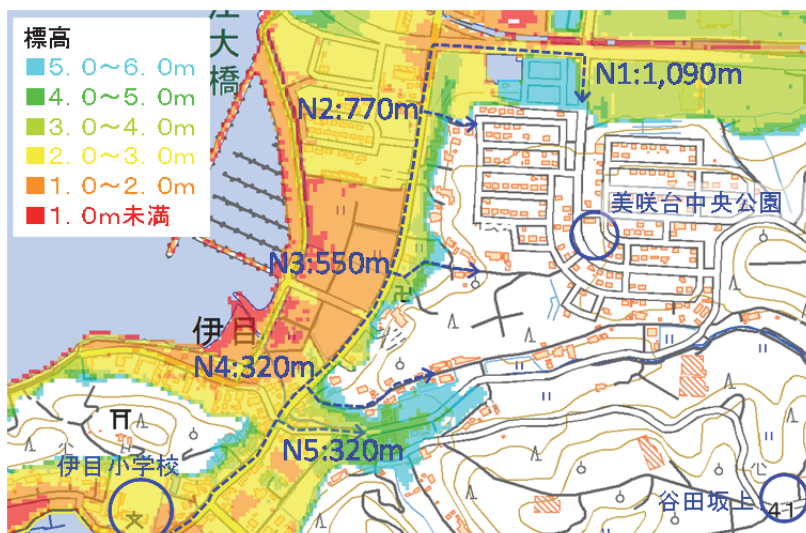 標高
5.0~6.0m
4.0~5.0m
3.0~4.0m
2.0~3.0m
1.0~2.0m
1.0m未満
江大橋
N1:1,090m
N2:770m
美咲台中央公園
N3:550m
伊目
N4:320m
N5:320m
伊目小学校
文
谷田坂上
41